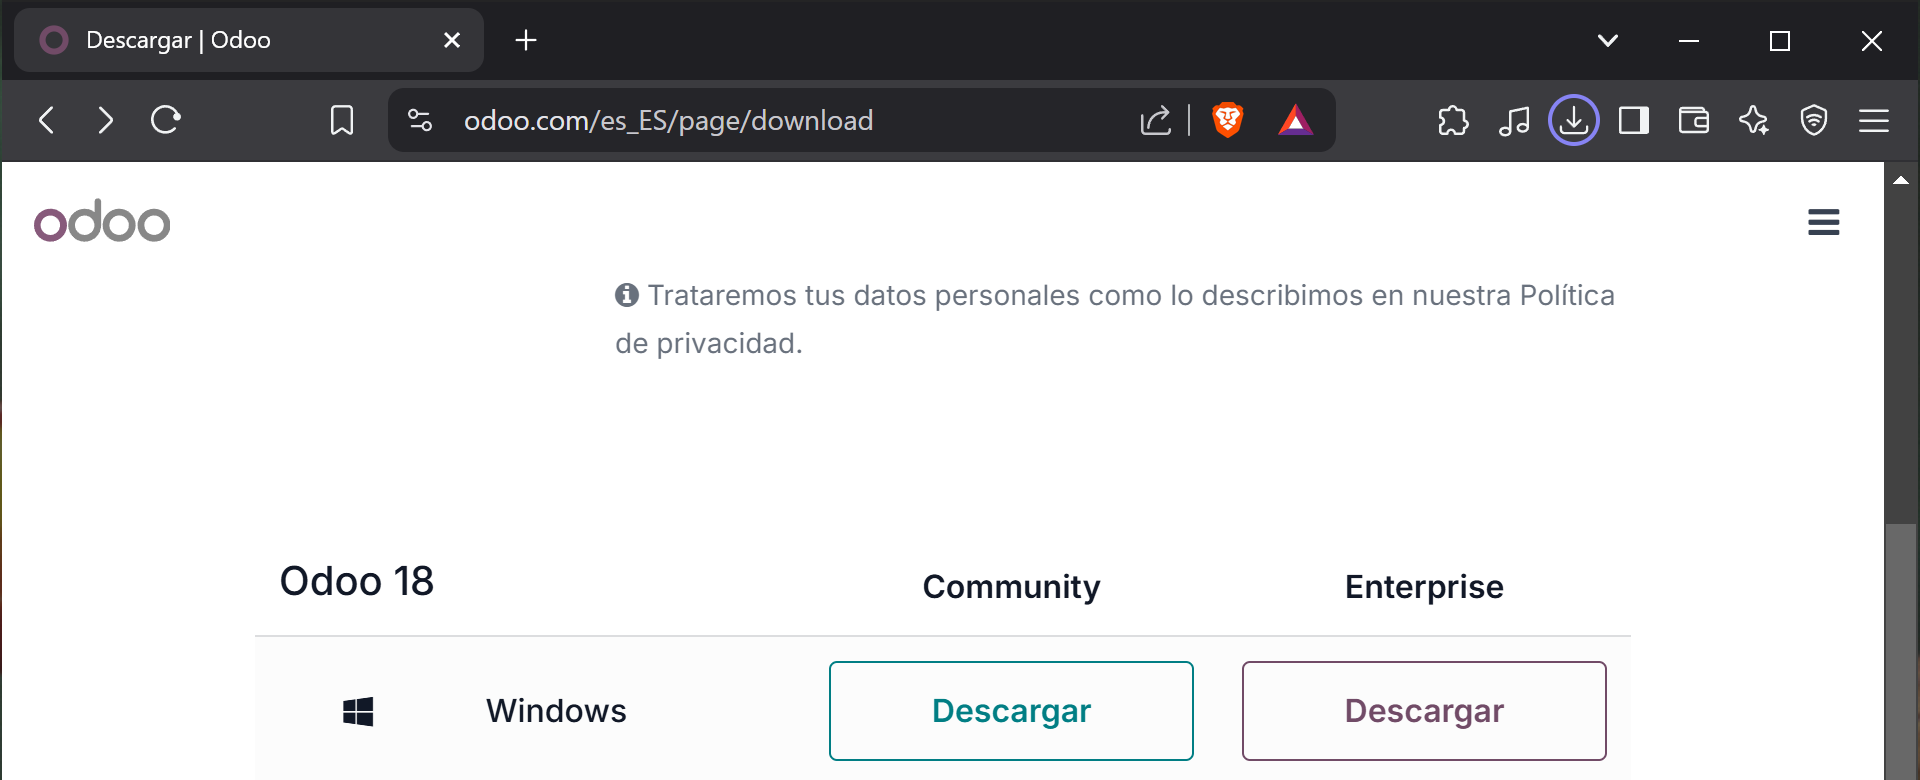 Descargar | Odoo
odoo.com/es_ES/page/download
odoo
Trataremos tus datos personales como lo describimos en nuestra Política
de privacidad.
Odoo 18 Community Enterprise
Windows Descargar Descargar